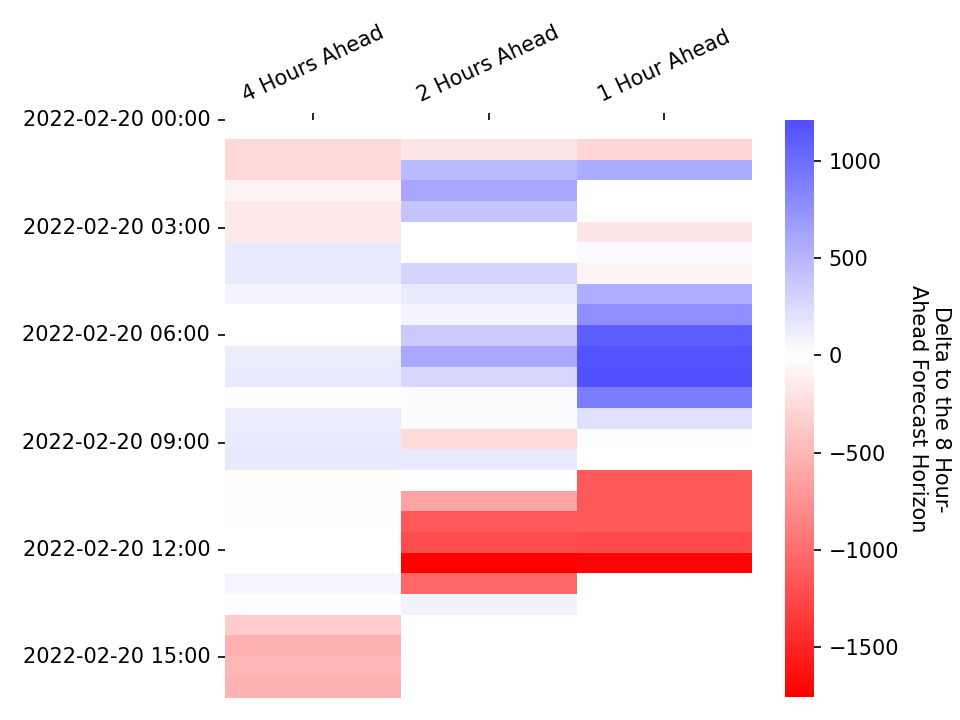 4 Hours Ahead
2 Hours Ahead
1 Hour Ahead
2022-02-20 00:00
2022-02-20 03:00
2022-02-20 06:00
2022-02-20 09:00
2022-02-20 12:00
2022-02-20 15:00
1000
500
0
−500
−1000
−1500
Delta to the 8 Hour-
Ahead Forecast Horizon